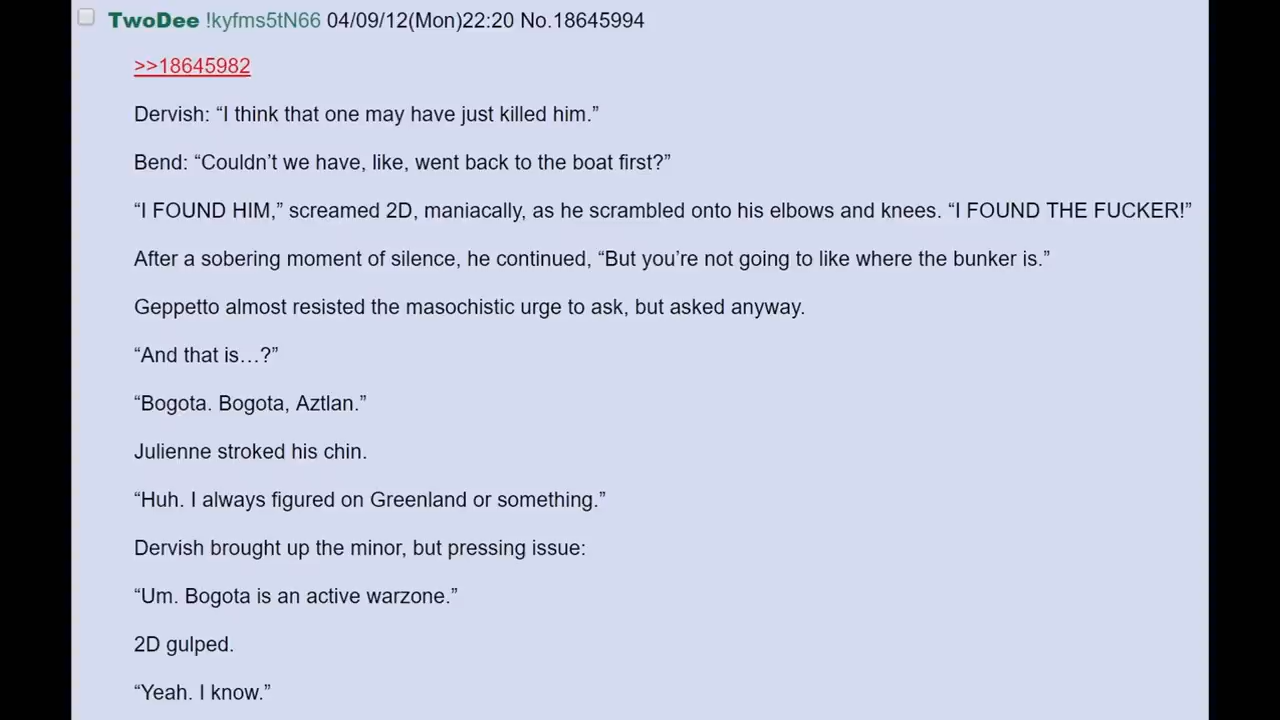 TwoDee !kyfms5tN66 04/09/12(Mon)22:20 No.18645994
>>18645982
Dervish: “I think that one may have just killed him.”
Bend: “Couldn’t we have, like, went back to the boat first?”
“I FOUND HIM,” screamed 2D, maniacally, as he scrambled onto his elbows and knees. “I FOUND THE FUCKER!”
After a sobering moment of silence, he continued, “But you’re not going to like where the bunker is.”
Geppetto almost resisted the masochistic urge to ask, but asked anyway.
“And that is…?”
“Bogota. Bogota, Aztlan.”
Julienne stroked his chin.
“Huh. I always figured on Greenland or something.”
Dervish brought up the minor, but pressing issue:
“Um. Bogota is an active warzone.”
2D gulped.
“Yeah. I know.”